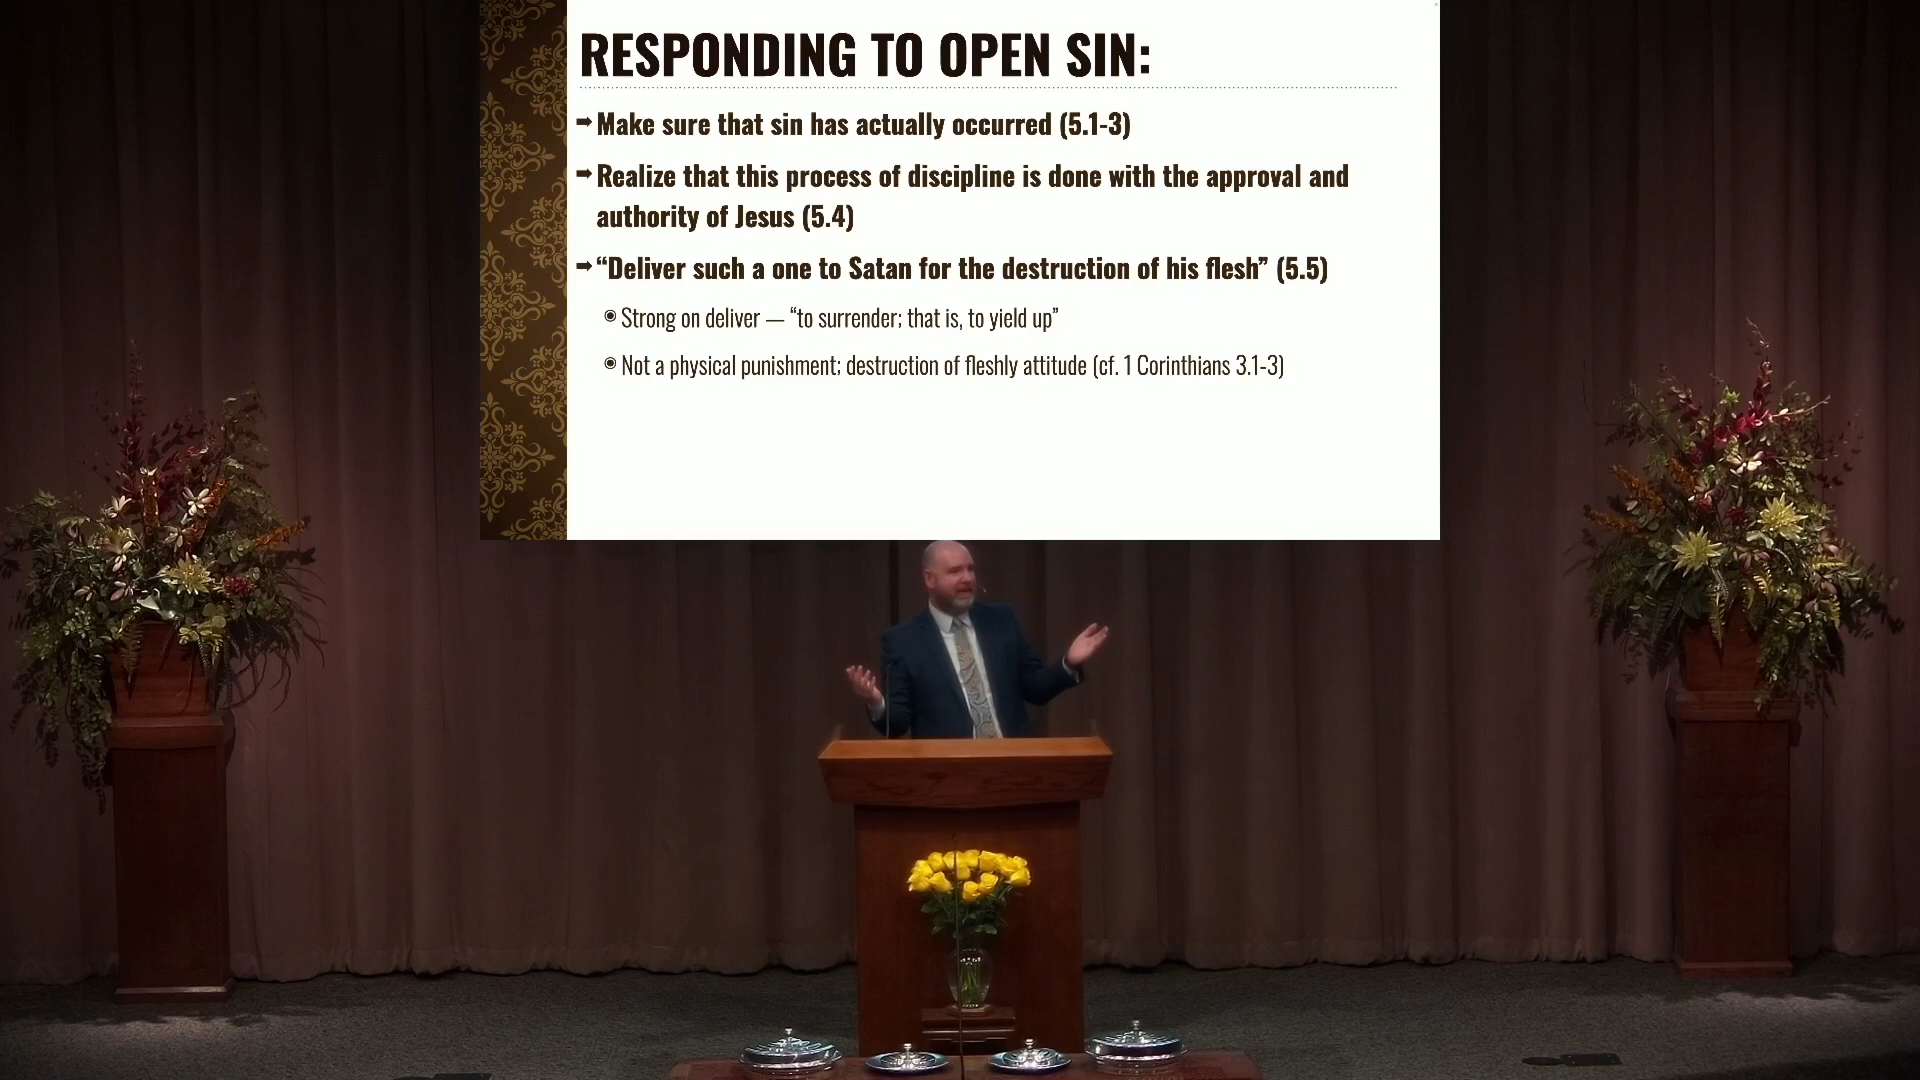 RESPONDING TO OPEN SIN:
➡Make sure that sin has actually occurred (5.1-3)
➡Realize that this process of discipline is done with the approval and
authority of Jesus (5.4)
➡“Deliver such a one to Satan for the destruction of his flesh” (5.5)
◉Strong on deliver — “to surrender; that is, to yield up”
◉Not a physical punishment; destruction of fleshly attitude (cf. 1 Corinthians 3.1-3)